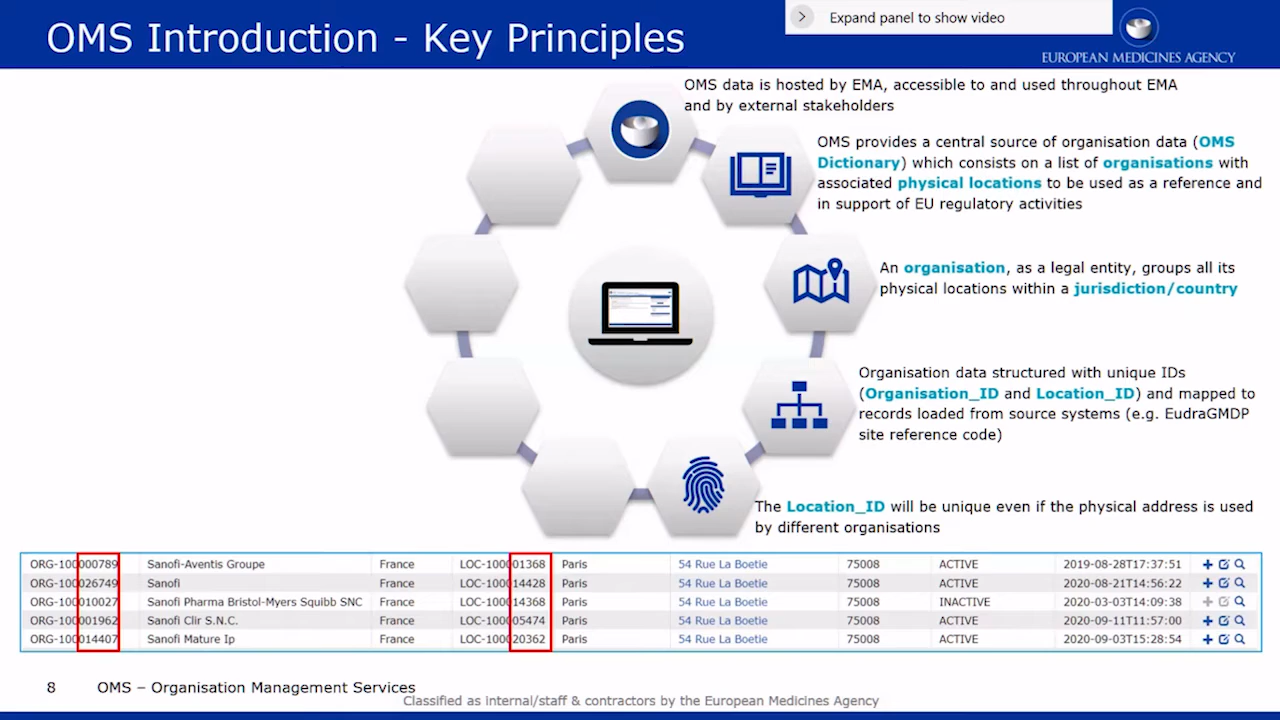 OMS Introduction - Key Principles
Expand panel to show video
EUROPEAN MEDICINES AGENCY
OMS data is hosted by EMA, accessible to and used throughout EMA
and by external stakeholders
OMS provides a central source of organisation data (OMS
Dictionary) which consists on a list of organisations with
associated physical locations to be used as a reference and
in support of EU regulatory activities
An organisation, as a legal entity, groups all its
physical locations within a jurisdiction/country
Organisation data structured with unique IDs
(Organisation_ID and Location_ID) and mapped to
records loaded from source systems (e.g. EudraGMDP
site reference code)
The Location_ID will be unique even if the physical address is used
by different organisations
ORG-100000789 Sanofi-Aventis Groupe France LOC-100001368 Paris 54 Rue La Boetie 75008 ACTIVE 2019-08-28T17:37:51
ORG-100026749 Sanofi France LOC-100014428 Paris 54 Rue La Boetie 75008 ACTIVE 2020-08-21T14:56:22
ORG-100010027 Sanofi Pharma Bristol-Myers Squibb SNC France LOC-100014368 Paris 54 Rue La Boetie 75008 INACTIVE 2020-03-03T14:09:38
ORG-100001962 Sanofi Clir S.N.C. France LOC-100005474 Paris 54 Rue La Boetie 75008 ACTIVE 2020-09-11T11:57:00
ORG-100014407 Sanofi Mature Ip France LOC-100020362 Paris 54 Rue La Boetie 75008 ACTIVE 2020-09-03T15:28:54
8 OMS – Organisation Management Services
Classified as internal/staff & contractors by the European Medicines Agency